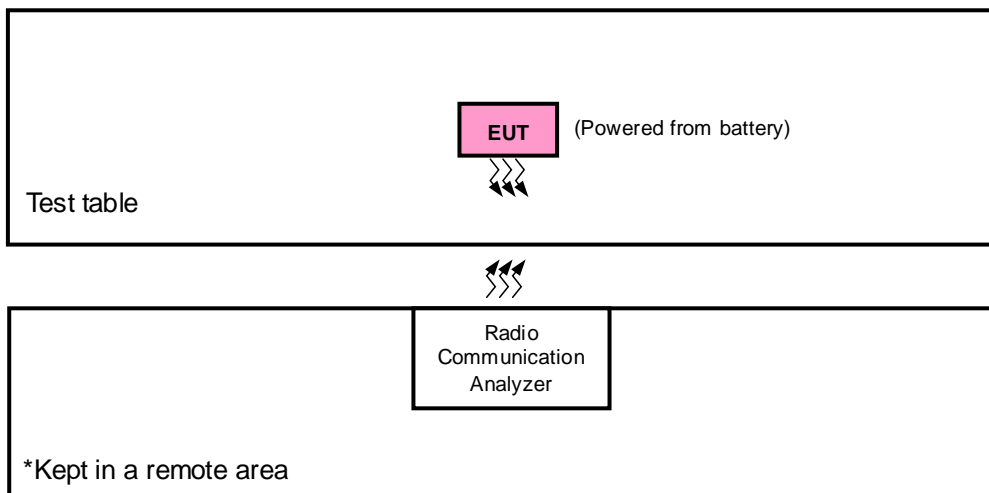 EUT
(Powered from battery)
Test table
Radio
Communication
Analyzer
*Kept in a remote area